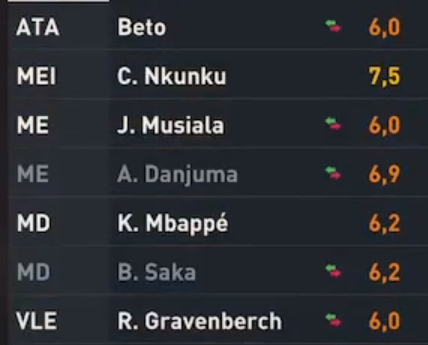 ATA Beto 6,0
MEI C. Nkunku 7,5
ME J. Musiala 6,0
ME A. Danjuma 6,9
MD K. Mbappé 6,2
MD B. Saka 6,2
VLE R. Gravenberch 6,0